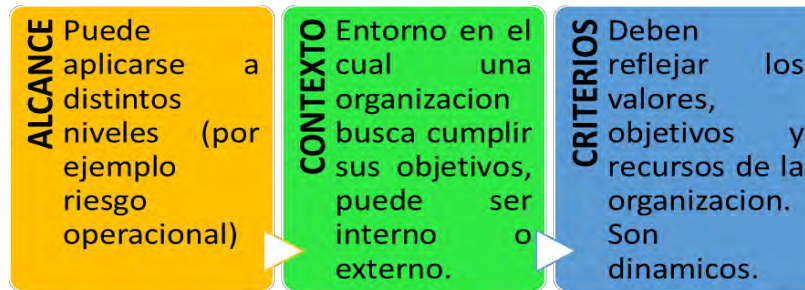 ALCANCE
Puede
aplicarse a
distintos
niveles (por
ejemplo
riesgo
operacional)
CONTEXTO
Entorno en el
cual una
organizacion
busca cumplir
sus objetivos,
puede ser
interno o
externo.
CRITERIOS
Deben
reflejar los
valores,
objetivos y
recursos de la
organizacion.
Son
dinamicos.